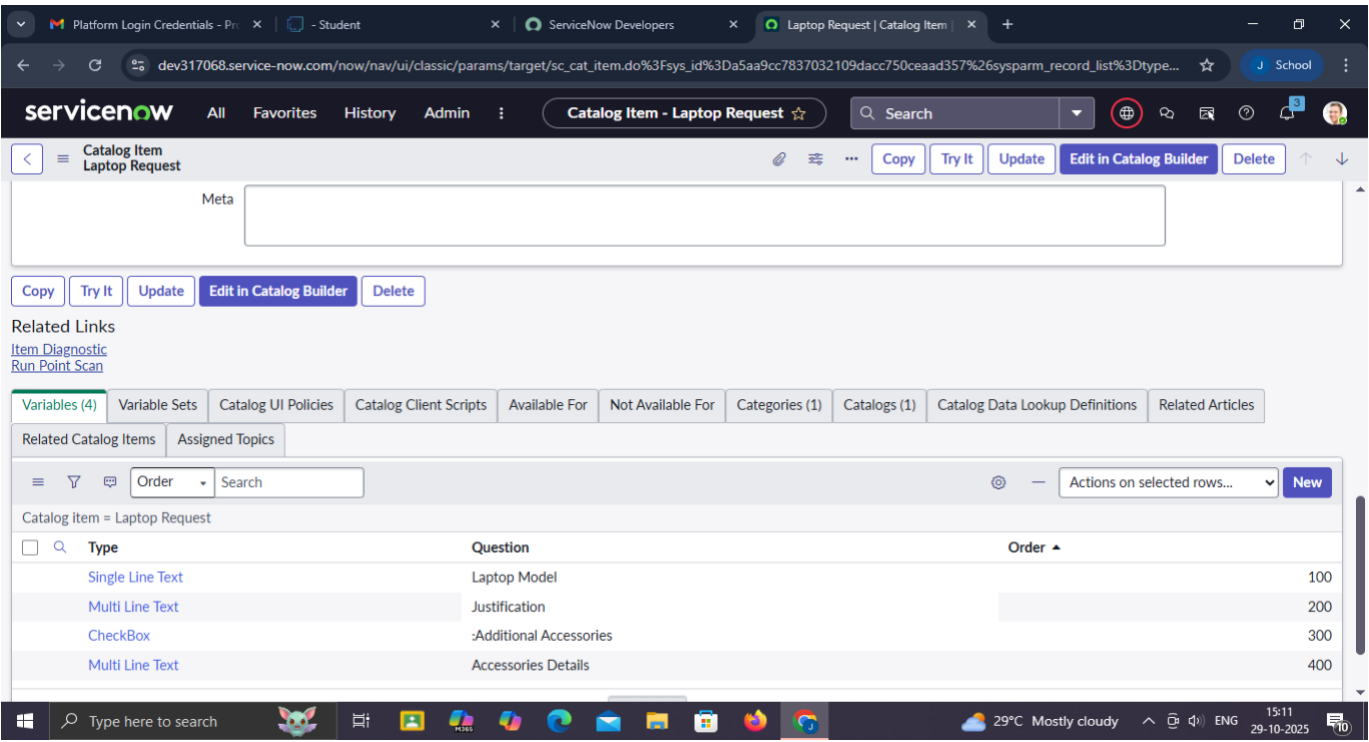 Platform Login Credentials - Pro
- Student
ServiceNow Developers
Laptop Request | Catalog Item |
dev317068.service-now.com/now/nav/ui/classic/params/target/sc_cat_item.do%3Fsys_id%3Da5aa9cc7837032109dacc750ceaad357%26sysparm_record_list%3Dtype...
J School
servicenow All Favorites History Admin Catalog Item - Laptop Request Search 3
Catalog Item
Laptop Request
Copy Try It Update Edit in Catalog Builder Delete
Meta
Copy Try It Update Edit in Catalog Builder Delete
Related Links
Item Diagnostic
Run Point Scan
Variables (4) Variable Sets Catalog UI Policies Catalog Client Scripts Available For Not Available For Categories (1) Catalogs (1) Catalog Data Lookup Definitions Related Articles
Related Catalog Items Assigned Topics
Order Search Actions on selected rows... New
Catalog item = Laptop Request
Type Question Order
Single Line Text Laptop Model 100
Multi Line Text Justification 200
CheckBox :Additional Accessories 300
Multi Line Text Accessories Details 400
Type here to search M365 29°C Mostly cloudy ENG 15:11
29-10-2025 10